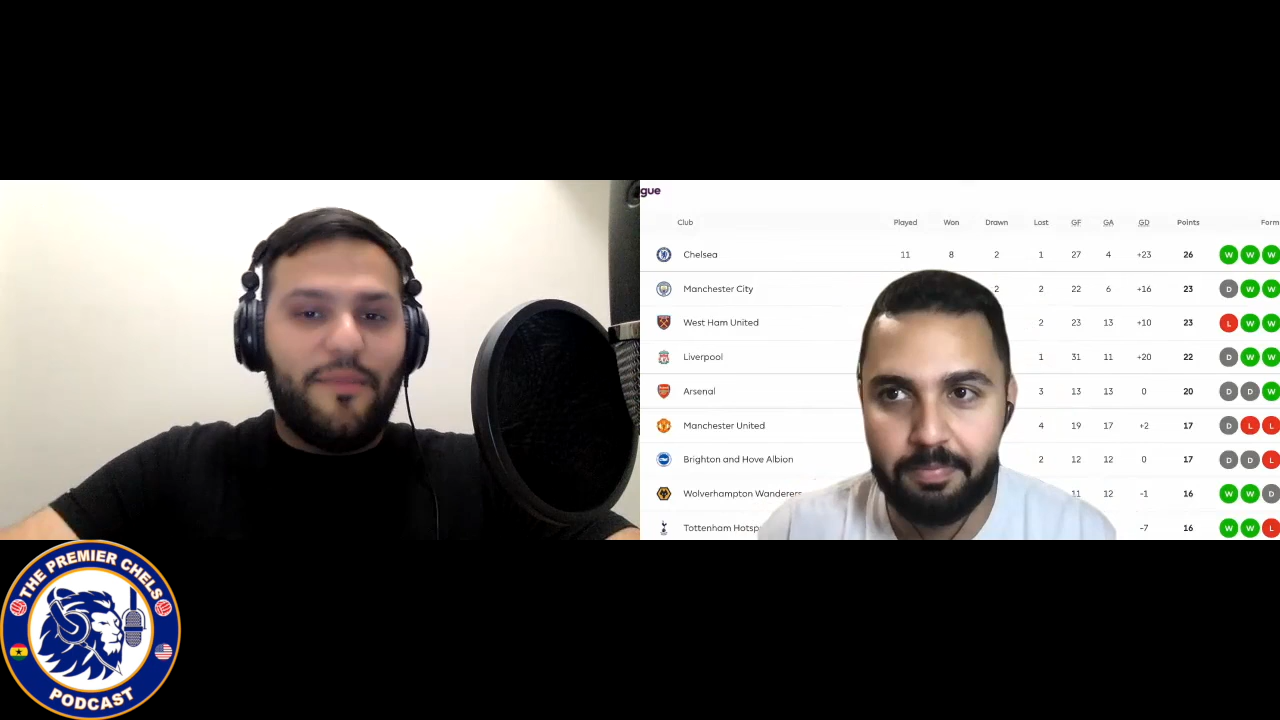 gue
Club Played Won Drawn Lost GF GA GD Points Form
Chelsea 11 8 2 1 27 4 +23 26 W W W
Manchester City 2 2 22 6 +16 23 D W W
West Ham United 2 23 13 +10 23 L W W
Liverpool 1 31 11 +20 22 D W W
Arsenal 3 13 13 0 20 D D W
Manchester United 4 19 17 +2 17 D L L
Brighton and Hove Albion 2 12 12 0 17 D D L
Wolverhampton Wanderers 11 12 -1 16 W W D
Tottenham Hotsp -7 16 W W L
THE PREMIER CHELS
PODCAST